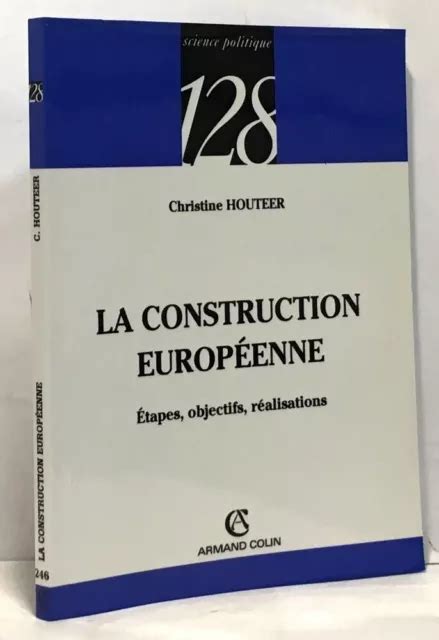 science politique
128
Christine HOUTEER
LA CONSTRUCTION
EUROPÉENNE
Étapes, objectifs, réalisations
AC
ARMAND COLIN
128
C. HOUTEER
LA CONSTRUCTION EUROPÉENNE
246